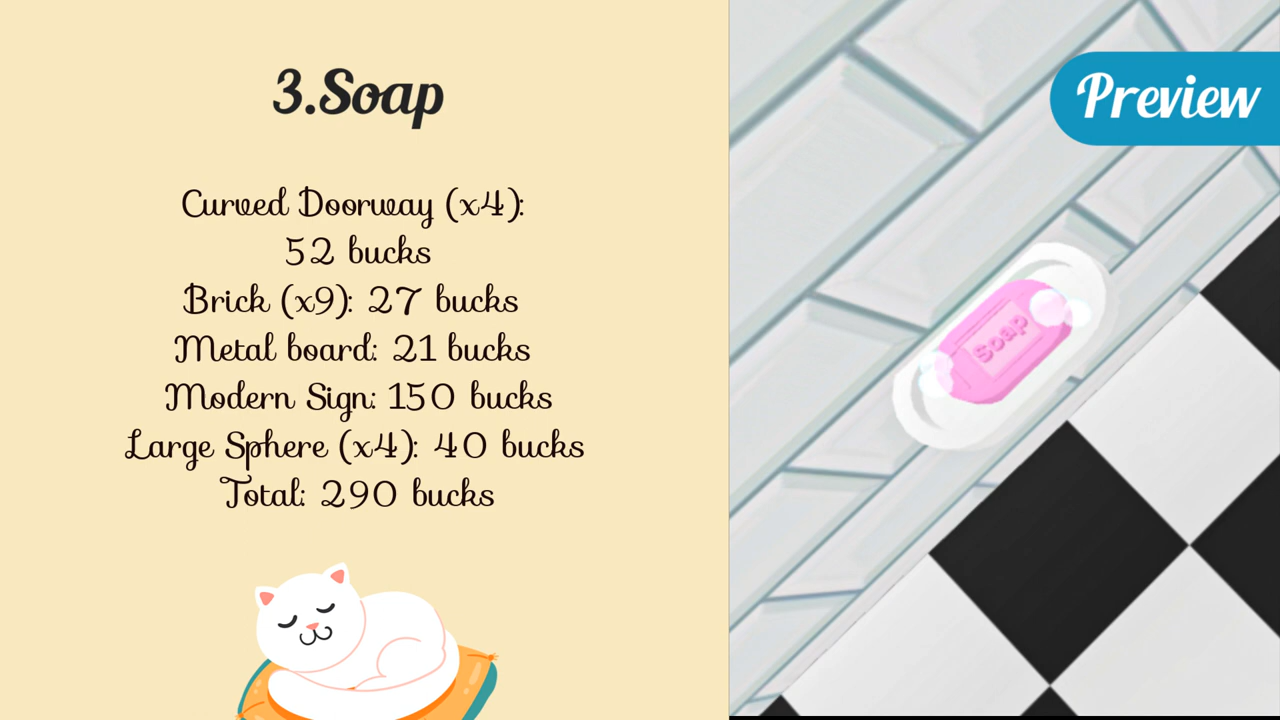 3.Soap
Curved Doorway (x4):
52 bucks
Brick (x9): 27 bucks
Metal board: 21 bucks
Modern Sign: 150 bucks
Large Sphere (x4): 40 bucks
Total: 290 bucks
Preview
Soap